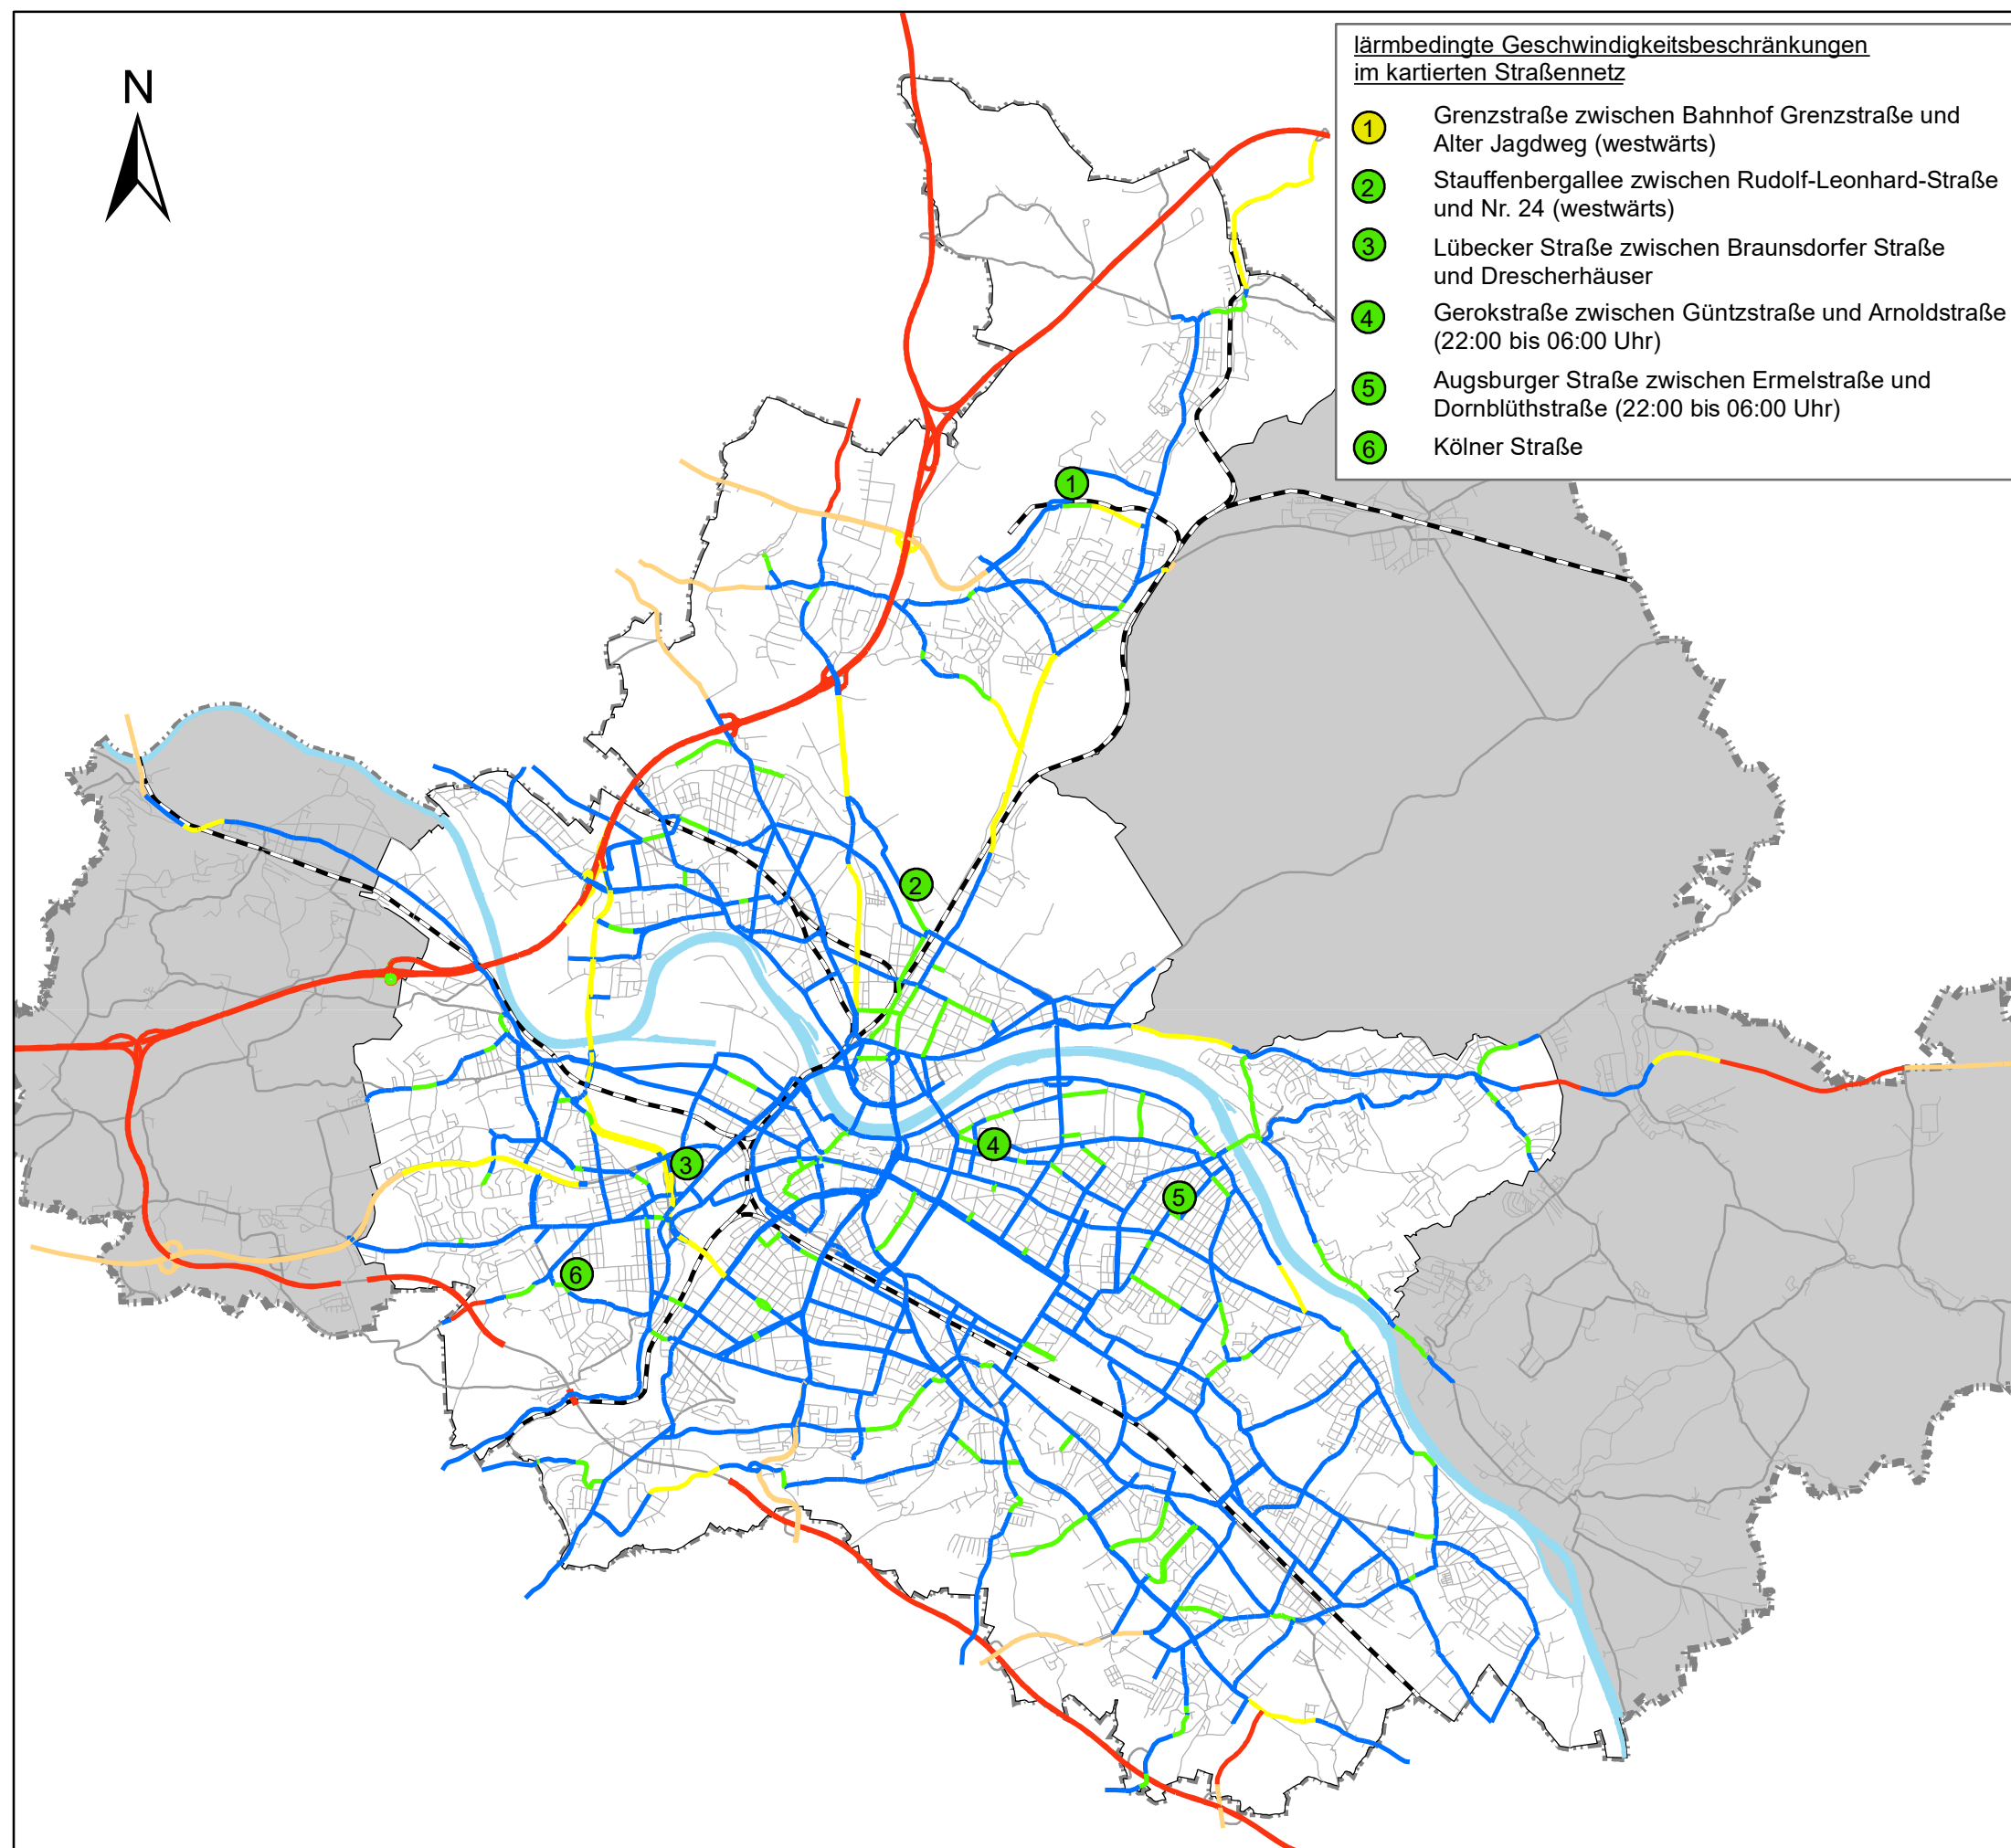 N
lärmbedingte Geschwindigkeitsbeschränkungen
im kartierten Straßennetz
1 Grenzstraße zwischen Bahnhof Grenzstraße und
Alter Jagdweg (westwärts)
2 Stauffenbergallee zwischen Rudolf-Leonhard-Straße
und Nr. 24 (westwärts)
3 Lübecker Straße zwischen Braunsdorfer Straße
und Drescherhäuser
4 Gerokstraße zwischen Güntzstraße und Arnoldstraße
(22:00 bis 06:00 Uhr)
5 Augsburger Straße zwischen Ermelstraße und
Dornblüthstraße (22:00 bis 06:00 Uhr)
6 Kölner Straße
1
2
4
3
5
6